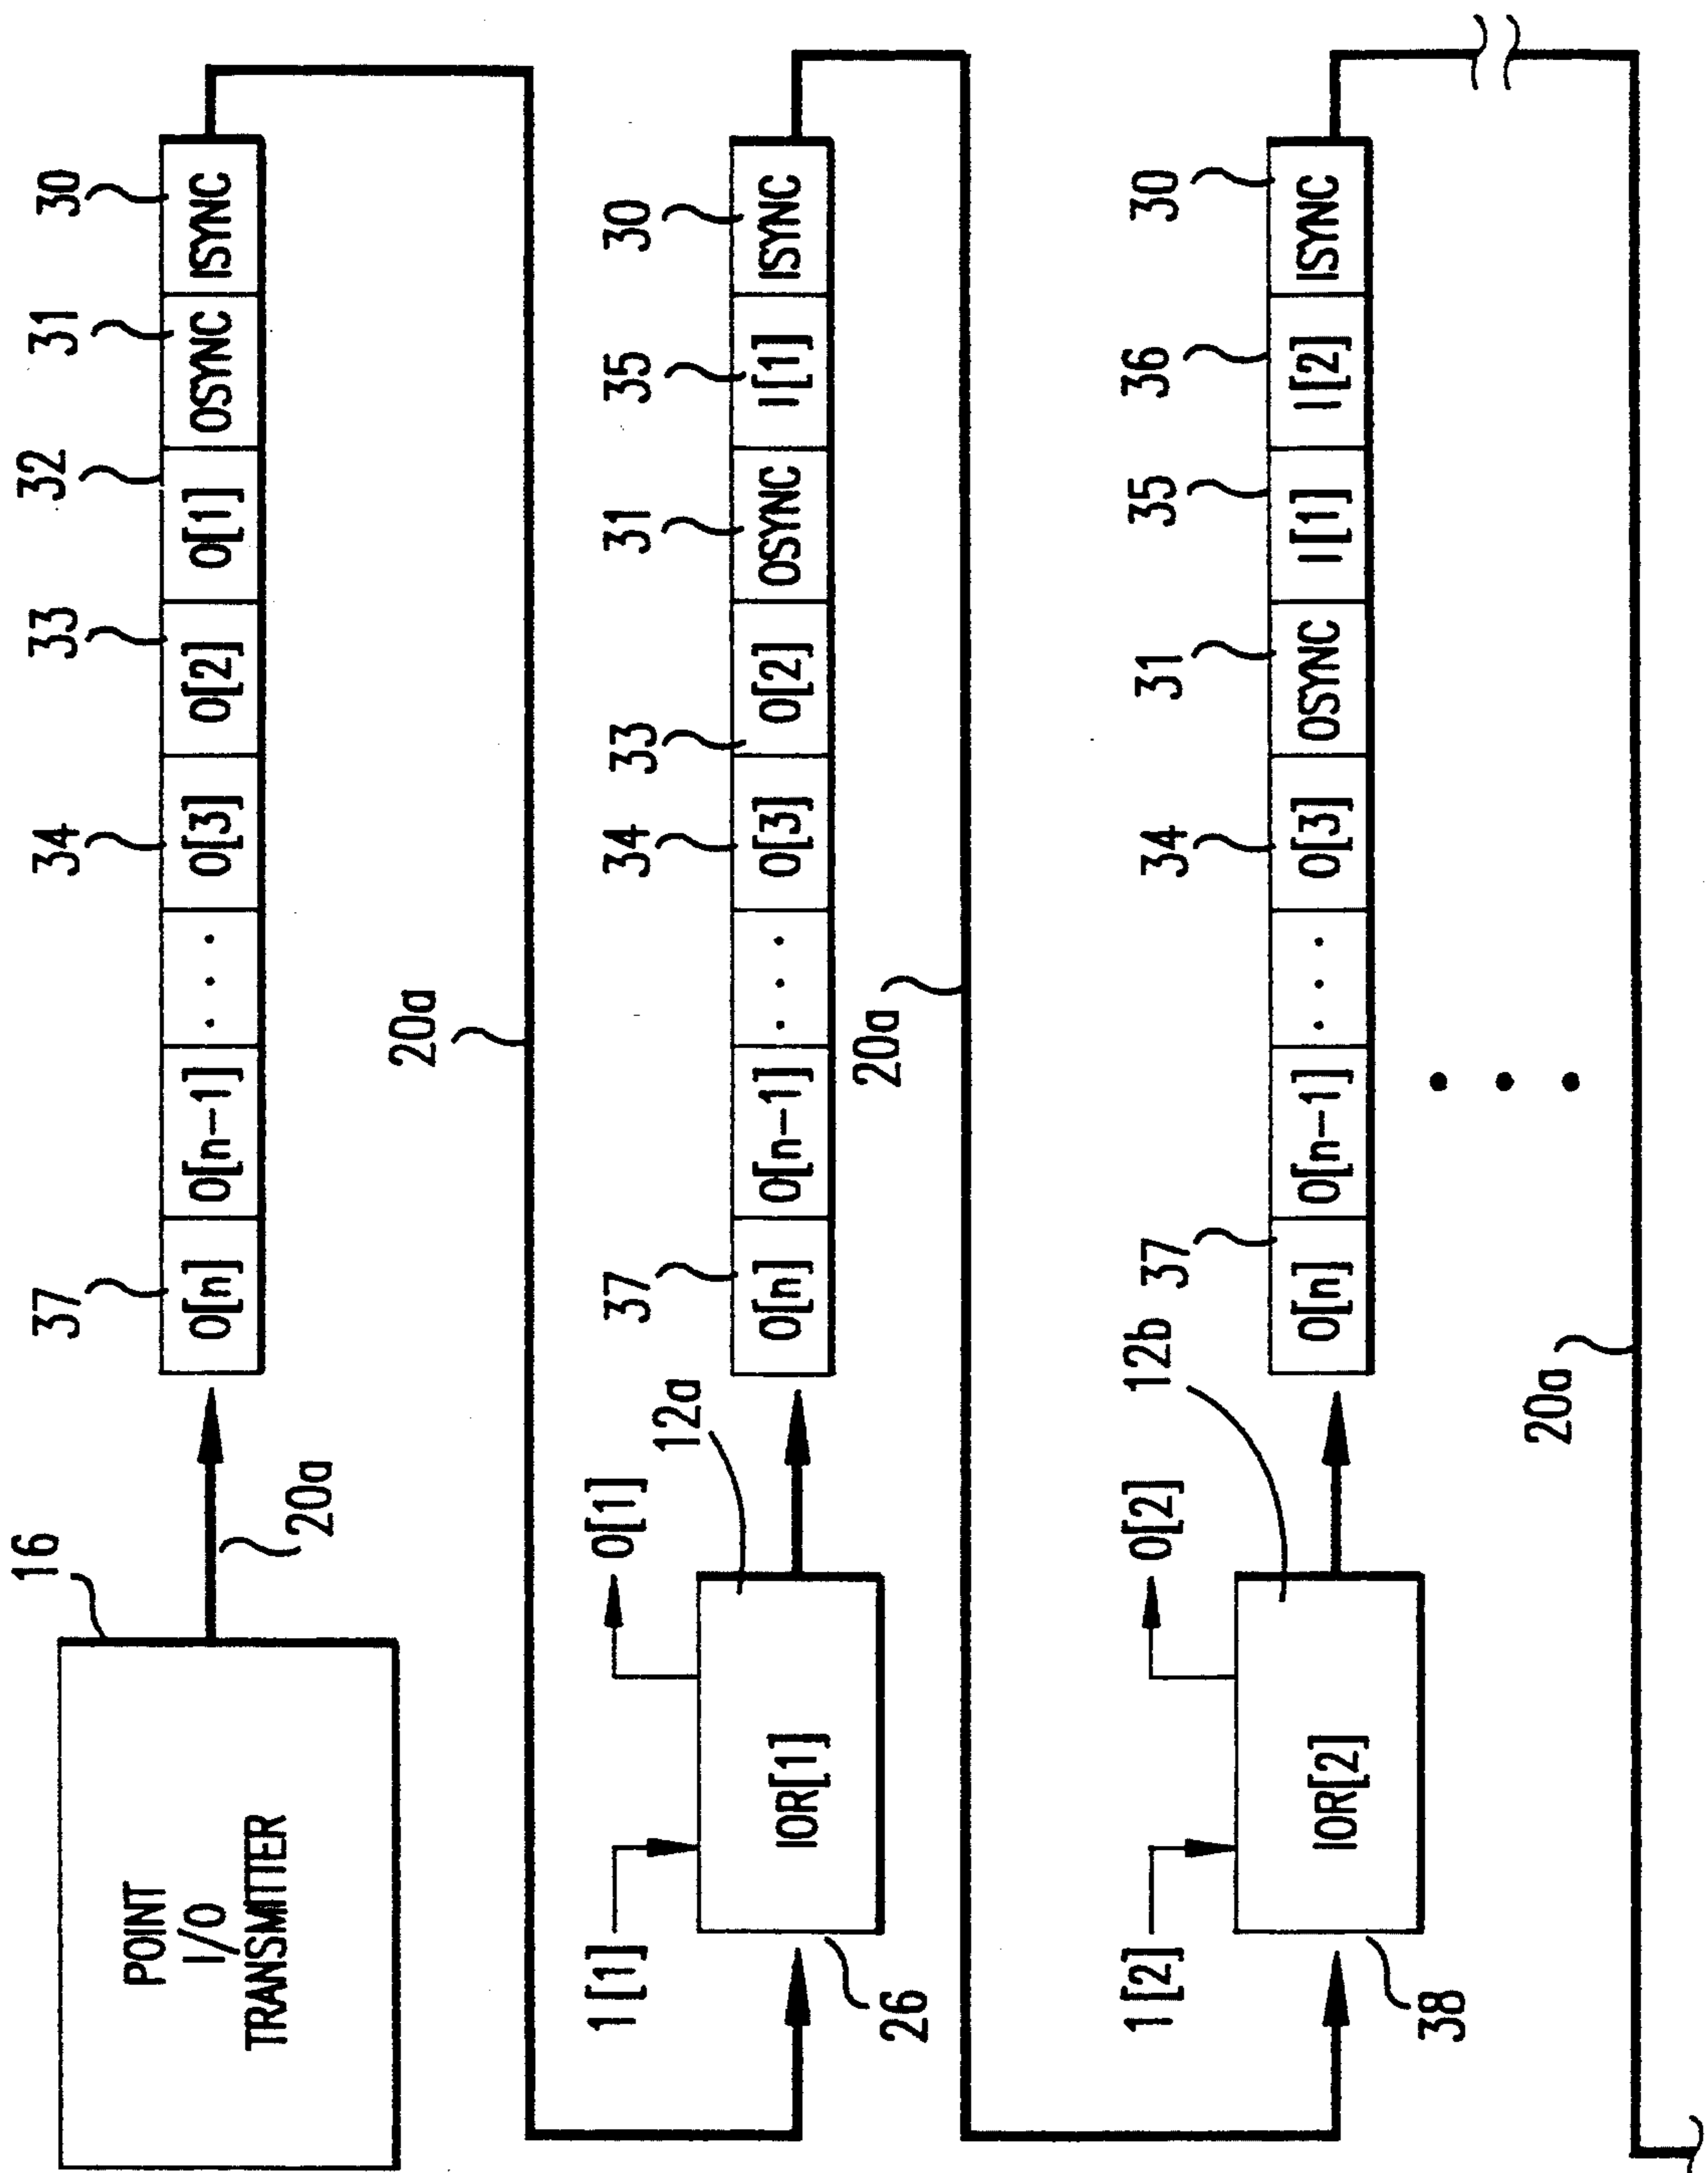 16
POINT
I/O
TRANSMITTER
20a
37 34 33 32 31 30
O[n] O[n-1] . . . O[3] O[2] O[1] OSYNC ISYNC
20a
1[1] O[1] 12a
IOR[1]
26
37 34 33 31 35 30
O[n] O[n-1] . . . O[3] O[2] OSYNC I[1] ISYNC
20a
1[2] O[2] 12b
IOR[2]
38
37 34 31 35 36 30
O[n] O[n-1] . . . O[3] OSYNC I[1] I[2] ISYNC
20a